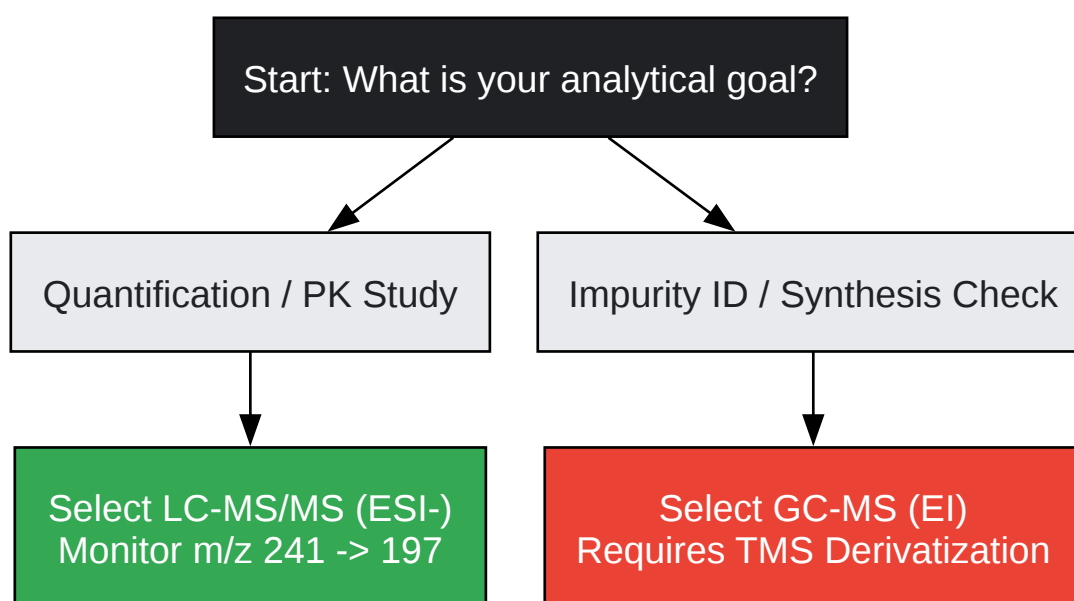 Start: What is your analytical goal?
Quantification / PK Study
Impurity ID / Synthesis Check
Select LC-MS/MS (ESI-)
Monitor m/z 241 -> 197
Select GC-MS (EI)
Requires TMS Derivatization